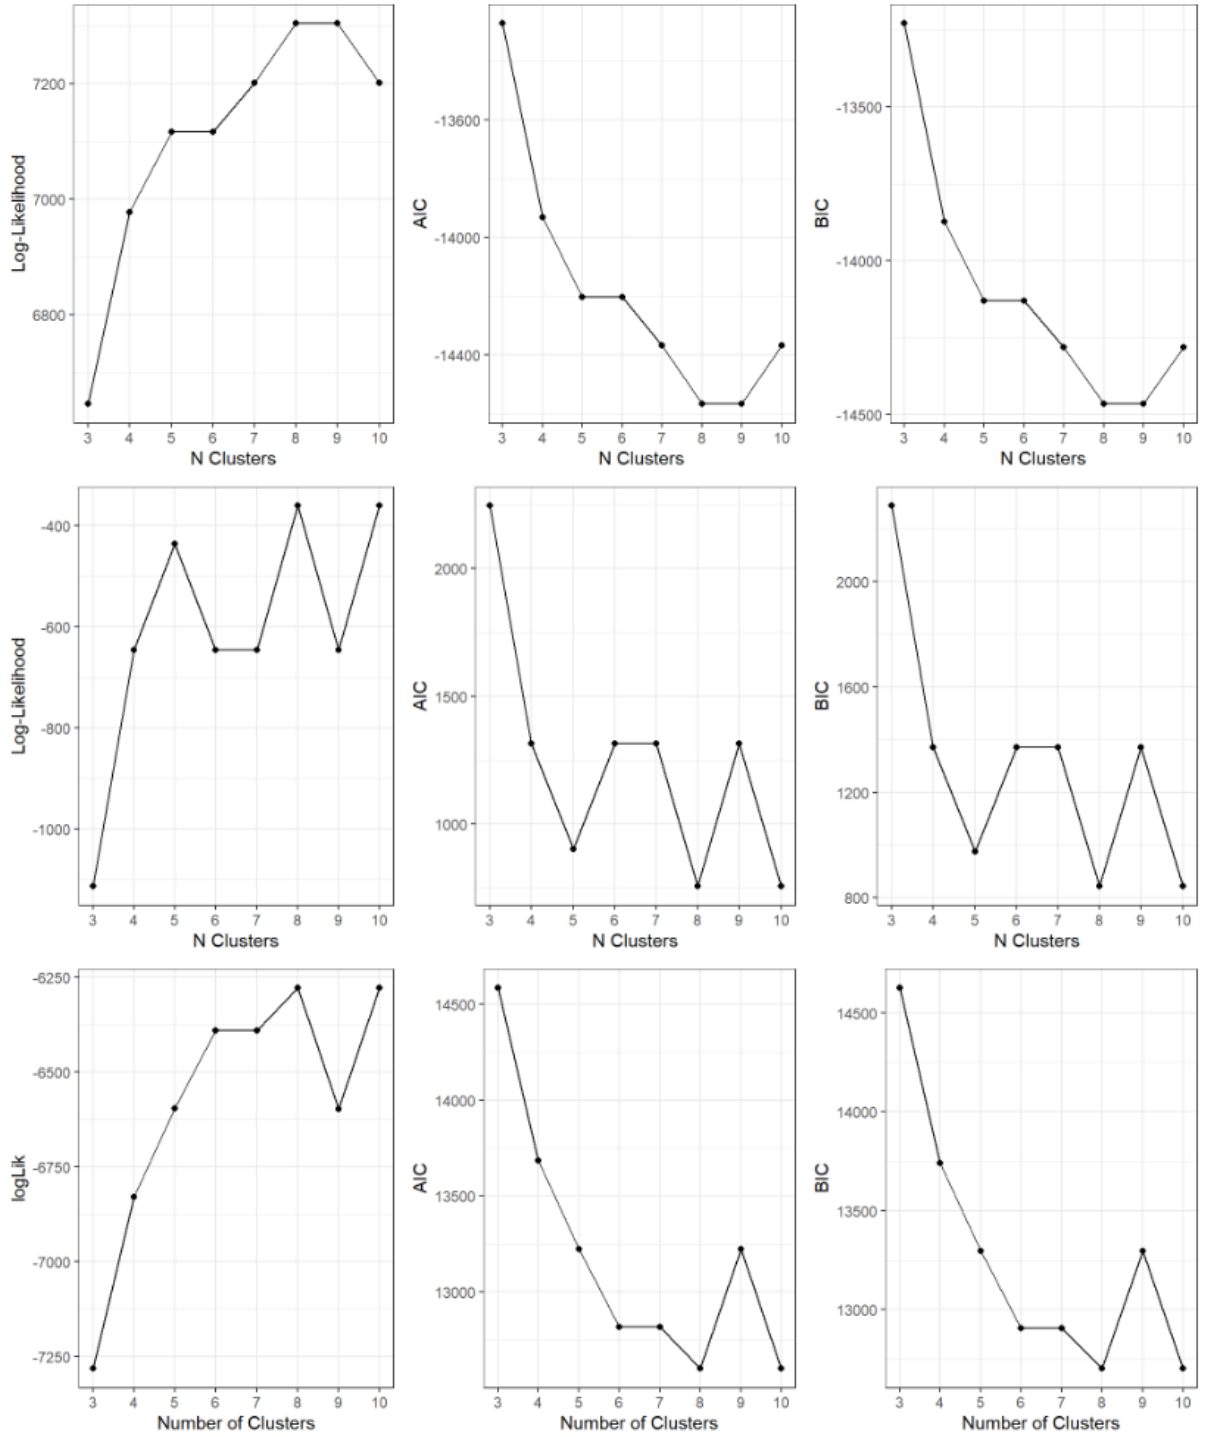 Log-Likelihood
7200
7000
6800
3 4 5 6 7 8 9 10
N Clusters
AIC
-13600
-14000
-14400
3 4 5 6 7 8 9 10
N Clusters
BIC
-13500
-14000
-14500
3 4 5 6 7 8 9 10
N Clusters
Log-Likelihood
-400
-600
-800
-1000
3 4 5 6 7 8 9 10
N Clusters
AIC
2000
1500
1000
3 4 5 6 7 8 9 10
N Clusters
BIC
2000
1600
1200
800
3 4 5 6 7 8 9 10
N Clusters
logLik
-6250
-6500
-6750
-7000
-7250
3 4 5 6 7 8 9 10
Number of Clusters
AIC
14500
14000
13500
13000
3 4 5 6 7 8 9 10
Number of Clusters
BIC
14500
14000
13500
13000
3 4 5 6 7 8 9 10
Number of Clusters